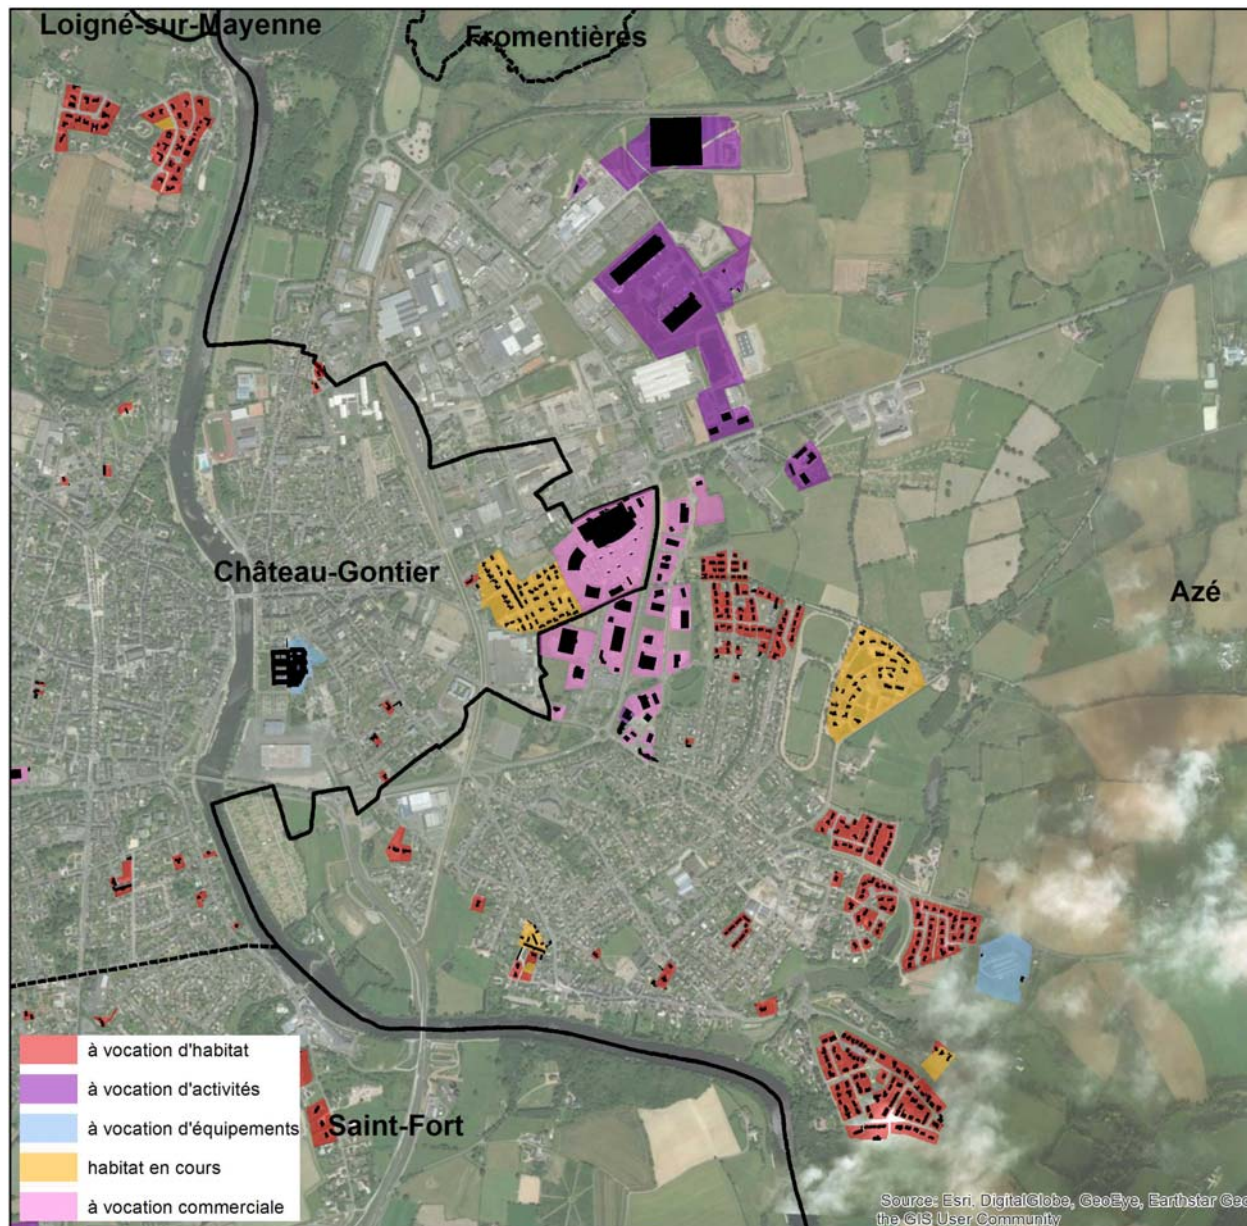 Loigné-sur-Mayenne
Fromentières
Château-Gontier
Azé
Saint-Fort
à vocation d'habitat
à vocation d'activités
à vocation d'équipements
habitat en cours
à vocation commerciale
Source: Esri, DigitalGlobe, GeoEye, Earthstar Geo
the GIS User Community